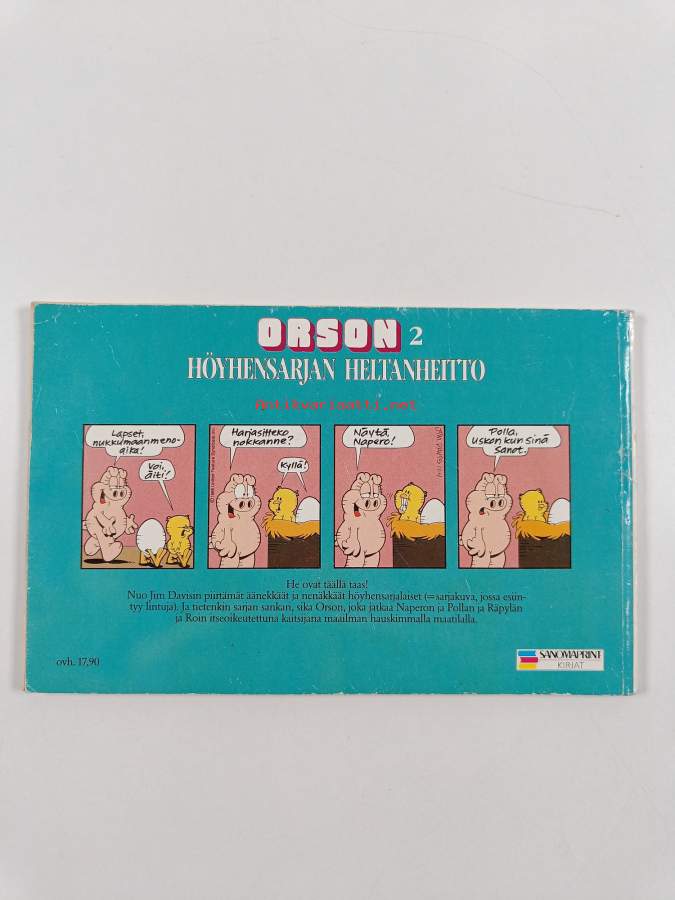 ORSON 2
HÖYHENSARJAN HELTANHEITTO
Antikvariaatti.net
Lapset,
nukkumaanmeno-
aika!
Voi,
äiti!
Harjasitteko
nokkanne?
Kyllä!
Näytä,
Napero!
Polla,
uskon kun sinä
sanot.
He ovat täällä taas!
Nuo Jim Davisin piirtämät äänekkäät ja nenäkkäät höyhensarjalaiset (=sarjakuva, jossa esiin-
tyy lintuja). Ja tietenkin sarjan sankari, sika Orson, joka jatkaa Naperon ja Pollan ja Räpylän
ja Roin itseoikeutettuna kaitsijana maailman hauskimmalla maatilalla.
ovh. 17,90
SANOMAPRINT
KIRJAT